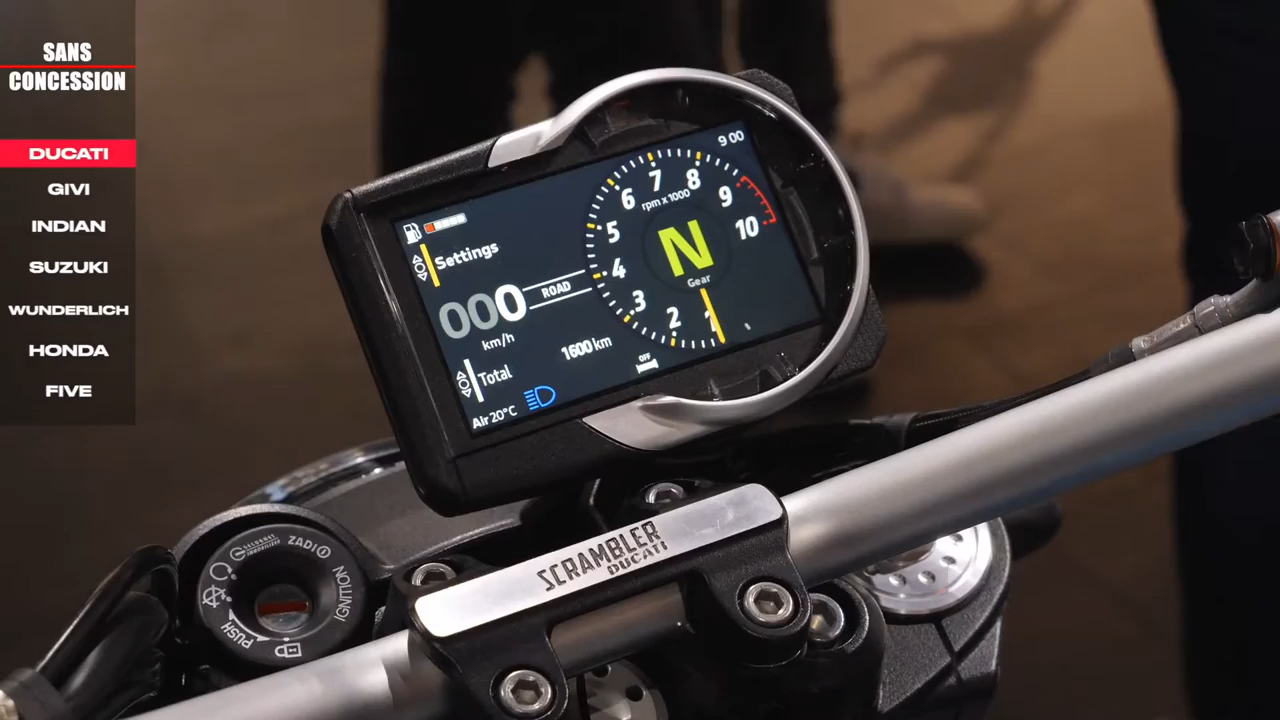 SANS
CONCESSION
DUCATI
GIVI
INDIAN
SUZUKI
WUNDERLICH
HONDA
FIVE
9 00
Settings
000
km/h
ROAD
1600 km
Total
Air 20°C
OFF
rpm x 1000
2
3
4
5
6
7
8
9
10
N
Gear
SCRAMBLER
DUCATI
ZADI
IGNITION
PUSH